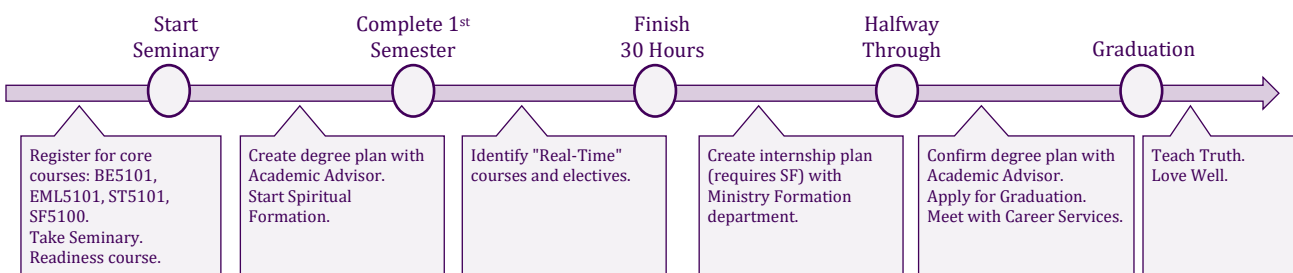 Start
Seminary
Complete 1st
Semester
Finish
30 Hours
Halfway
Through
Graduation
Register for core
courses: BE5101,
EML5101, ST5101,
SF5100.
Take Seminary.
Readiness course.
Create degree plan with
Academic Advisor.
Start Spiritual
Formation.
Identify "Real-Time"
courses and electives.
Create internship plan
(requires SF) with
Ministry Formation
department.
Confirm degree plan with
Academic Advisor.
Apply for Graduation.
Meet with Career Services.
Teach Truth.
Love Well.